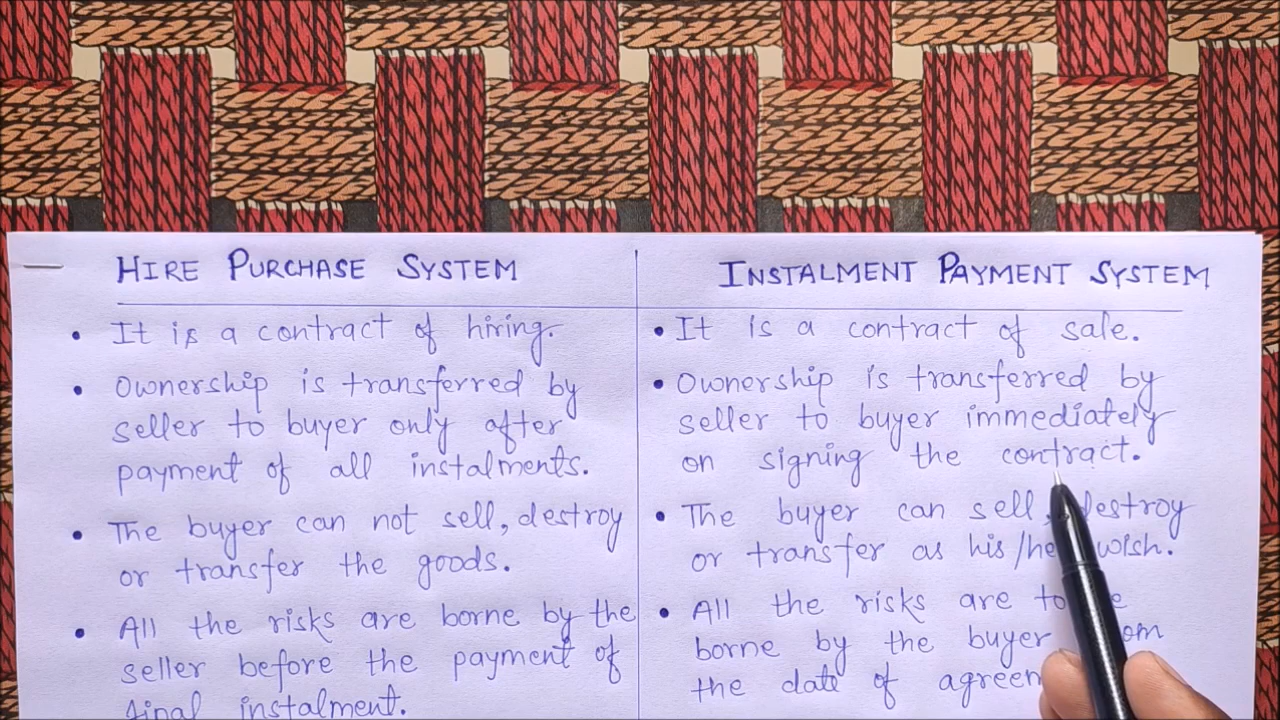 HIRE PURCHASE SYSTEM
• It is a contract of hiring.
• Ownership is transferred by
seller to buyer only after
payment of all instalments.
• The buyer can not sell, destroy
or transfer the goods.
• All the risks are borne by the
seller before the payment of
final instalment.
INSTALMENT PAYMENT SYSTEM
• It is a contract of sale.
• Ownership is transferred by
seller to buyer immediately
on signing the contract.
• The buyer can sell, destroy
or transfer as his/he wish.
• All the risks are to
borne by the buyer
the date of